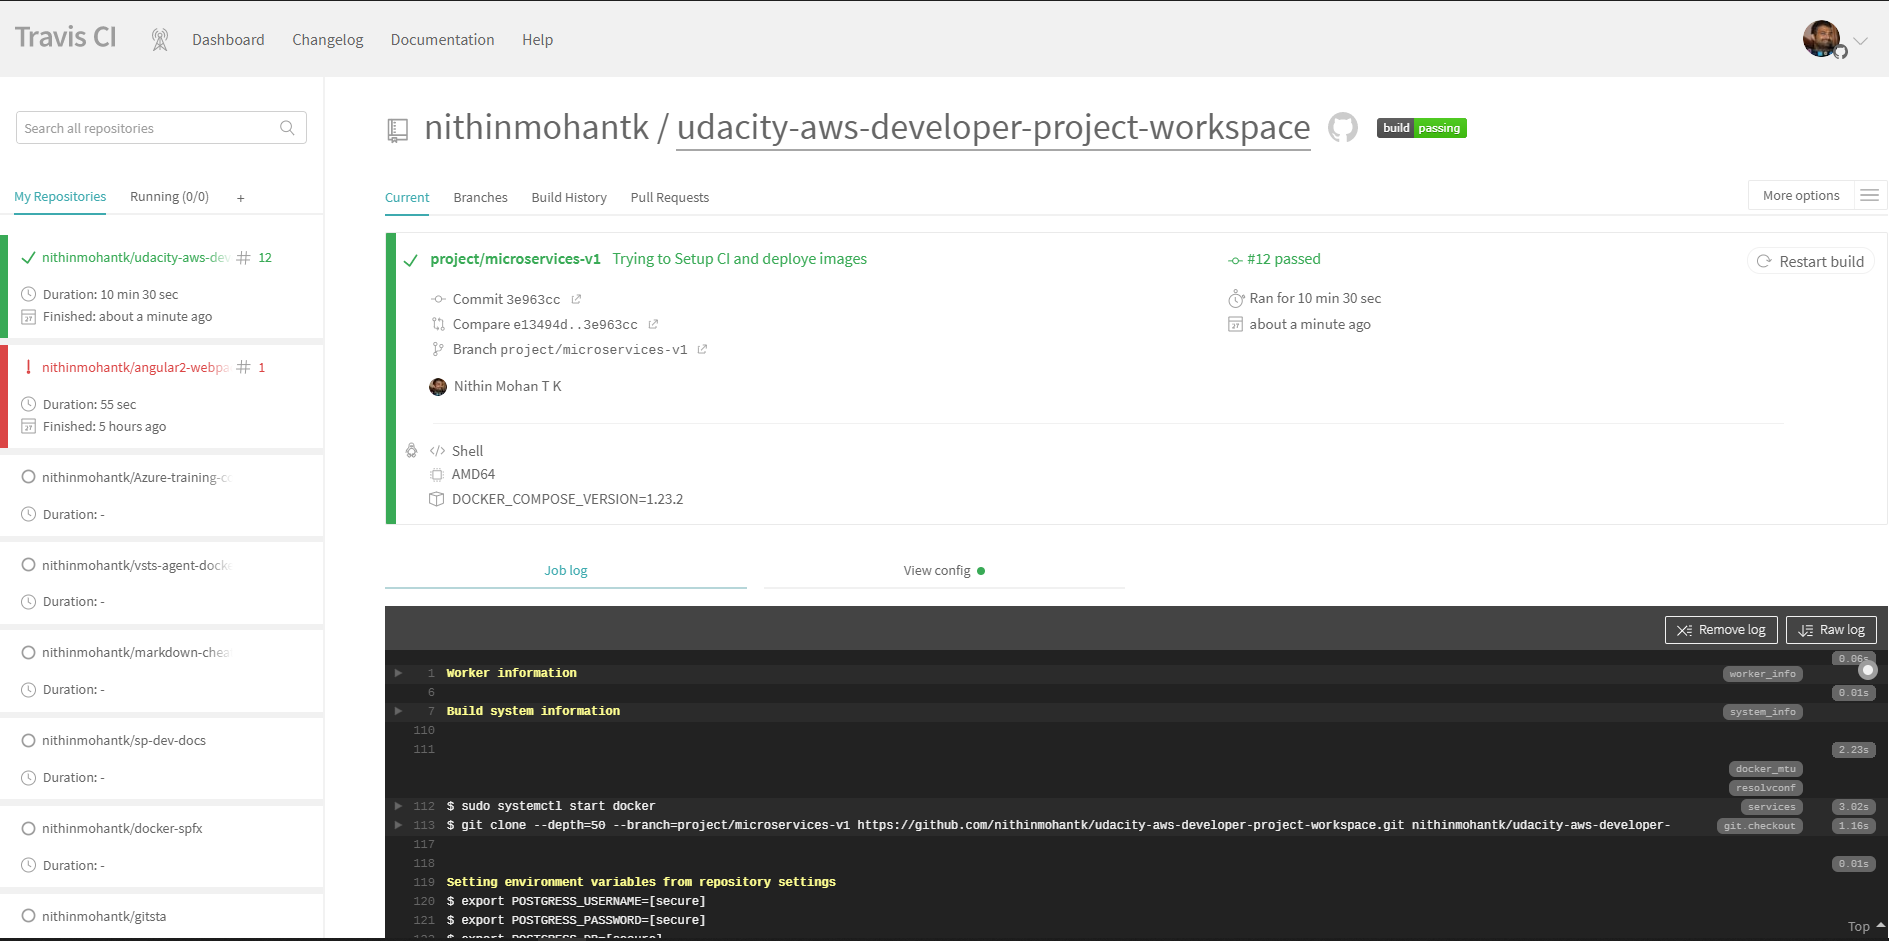 Travis CI
Dashboard
Changelog
Documentation
Help
Search all repositories
My Repositories
Running (0/0)
+
nithinmohantk/udacity-aws-dev
# 12
Duration: 10 min 30 sec
Finished: about a minute ago
nithinmohantk/angular2-webpa
# 1
Duration: 55 sec
Finished: 5 hours ago
nithinmohantk/Azure-training-co
Duration: -
nithinmohantk/vsts-agent-docke
Duration: -
nithinmohantk/markdown-chea
Duration: -
nithinmohantk/sp-dev-docs
Duration: -
nithinmohantk/docker-spfx
Duration: -
nithinmohantk/gitsta
nithinmohantk / udacity-aws-developer-project-workspace
build passing
Current
Branches
Build History
Pull Requests
More options
project/microservices-v1 Trying to Setup CI and deploye images
#12 passed
Restart build
Commit 3e963cc
Ran for 10 min 30 sec
Compare e13494d..3e963cc
about a minute ago
Branch project/microservices-v1
Nithin Mohan T K
</> Shell
AMD64
DOCKER_COMPOSE_VERSION=1.23.2
Job log
View config
Remove log
Raw log
0.06s
1 Worker information worker_info
6 0.01s
7 Build system information system_info
110
111 2.23s
docker_mtu
resolvconf
112 $ sudo systemctl start docker services 3.02s
113 $ git clone --depth=50 --branch=project/microservices-v1 https://github.com/nithinmohantk/udacity-aws-developer-project-workspace.git nithinmohantk/udacity-aws-developer- git.checkout 1.16s
117
118 0.01s
119 Setting environment variables from repository settings
120 $ export POSTGRESS_USERNAME=[secure]
121 $ export POSTGRESS_PASSWORD=[secure]
122 $ export POSTGRESS_DB=[secure]
Top